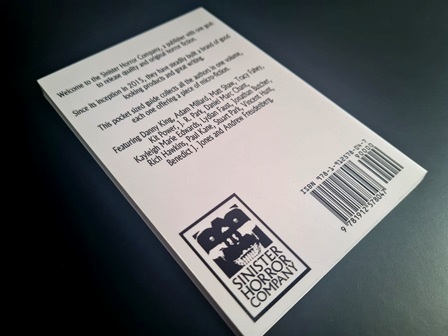 Welcome to the Sinister Horror Company, a publisher with one goal:
to release quality and original horror fiction.
Since its inception in 2015, they have steadily built a brand of good
looking products and great writing.
This pocket-sized guide collects all the authors in one volume,
each one offering a piece of micro-fiction.
Featuring Danny King, Adam Millard, Matt Shaw, Tracy Fahey,
Kit Power, J. R. Park, Daniel Marc Chant,
Kayleigh Marie Edwards, Lydian Faust, Jonathan Butcher,
Rich Hawkins, Paul Kane, Stuart Park, Vincent Hunt,
Benedict J. Jones and Andrew Freudenberg.
SINISTER
HORROR
COMPANY
ISBN 978-1-912578-04-7
90000
9 781912 578047